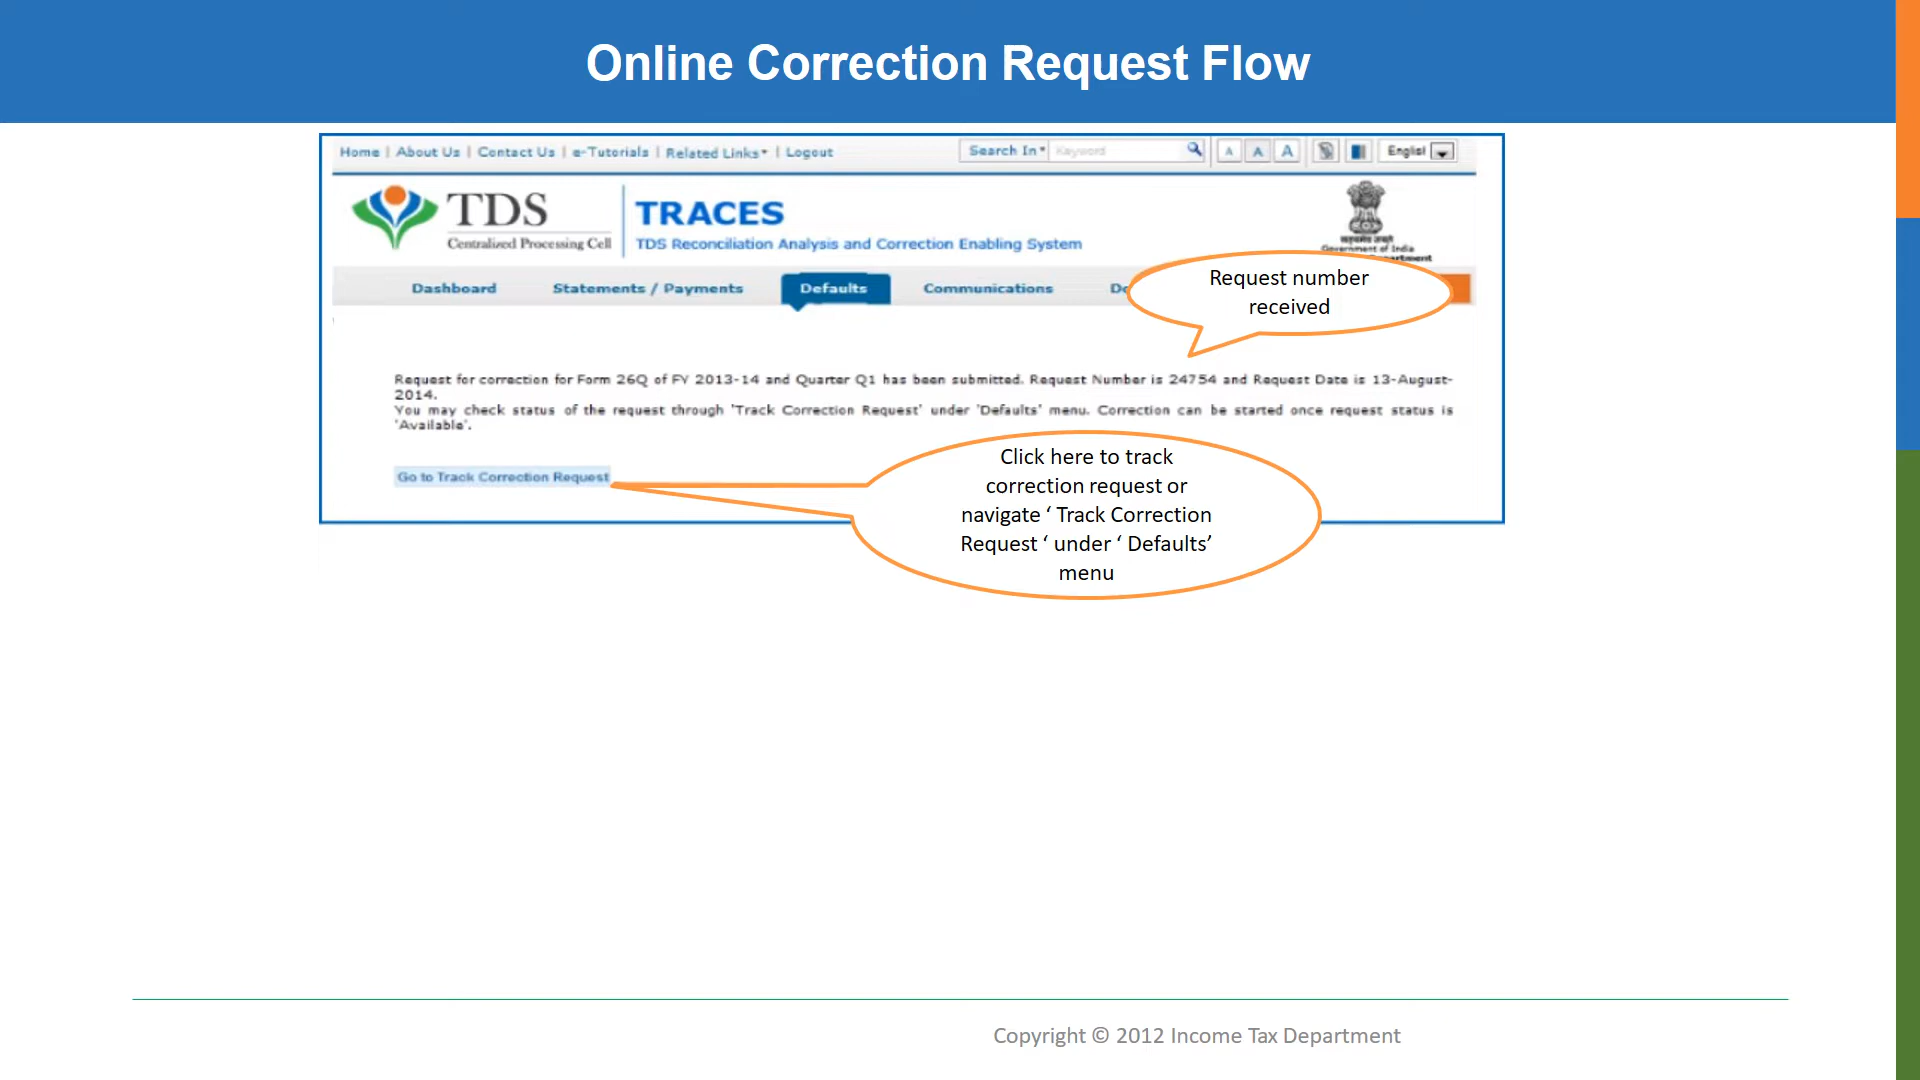 Online Correction Request Flow
Home | About Us | Contact Us | e-Tutorials | Related Links | Logout
Search In Keyword
A A A
Englisl
TDS
Centralized Processing Cell
TRACES
TDS Reconciliation Analysis and Correction Enabling System
Government of India
Dashboard Statements / Payments Defaults Communications
Request number
received
Request for correction for Form 26Q of FY 2013-14 and Quarter Q1 has been submitted. Request Number is 24754 and Request Date is 13-August-
2014.
You may check status of the request through 'Track Correction Request' under 'Defaults' menu. Correction can be started once request status is
'Available'.
Go to Track Correction Request
Click here to track
correction request or
navigate ‘ Track Correction
Request ‘ under ‘ Defaults’
menu
Copyright © 2012 Income Tax Department